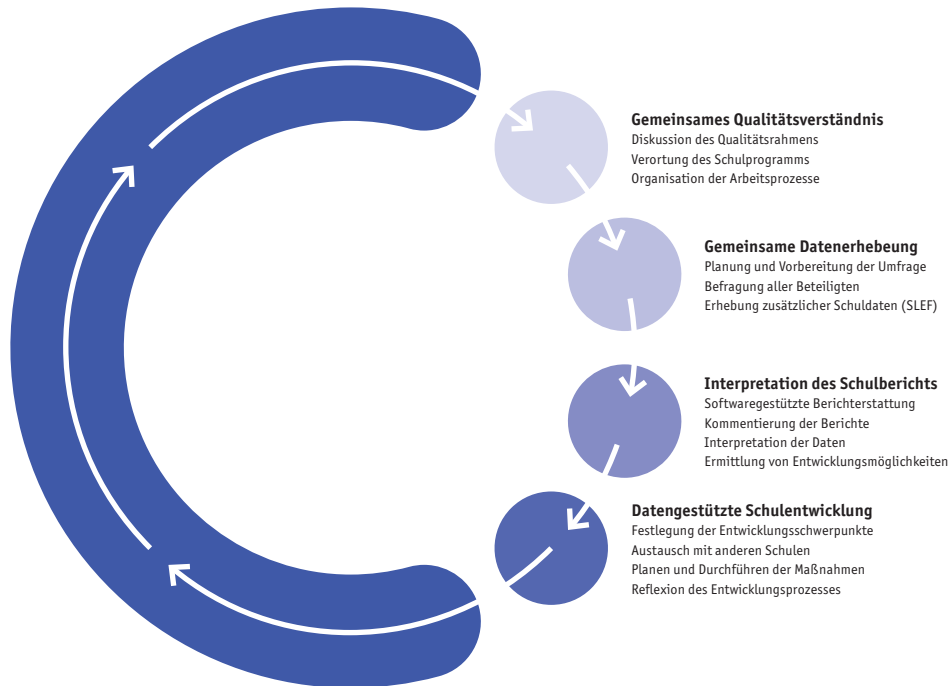 Gemeinsames Qualitätsverständnis
Diskussion des Qualitätsrahmens
Verortung des Schulprogramms
Organisation der Arbeitsprozesse
Gemeinsame Datenerhebeung
Planung und Vorbereitung der Umfrage
Befragung aller Beteiligten
Erhebung zusätzlicher Schuldaten (SLEF)
Interpretation des Schulberichts
Softwaregestützte Berichterstattung
Kommentierung der Berichte
Interpretation der Daten
Ermittlung von Entwicklungsmöglichkeiten
Datengestützte Schulentwicklung
Festlegung der Entwicklungsschwerpunkte
Austausch mit anderen Schulen
Planen und Durchführen der Maßnahmen
Reflexion des Entwicklungsprozesses